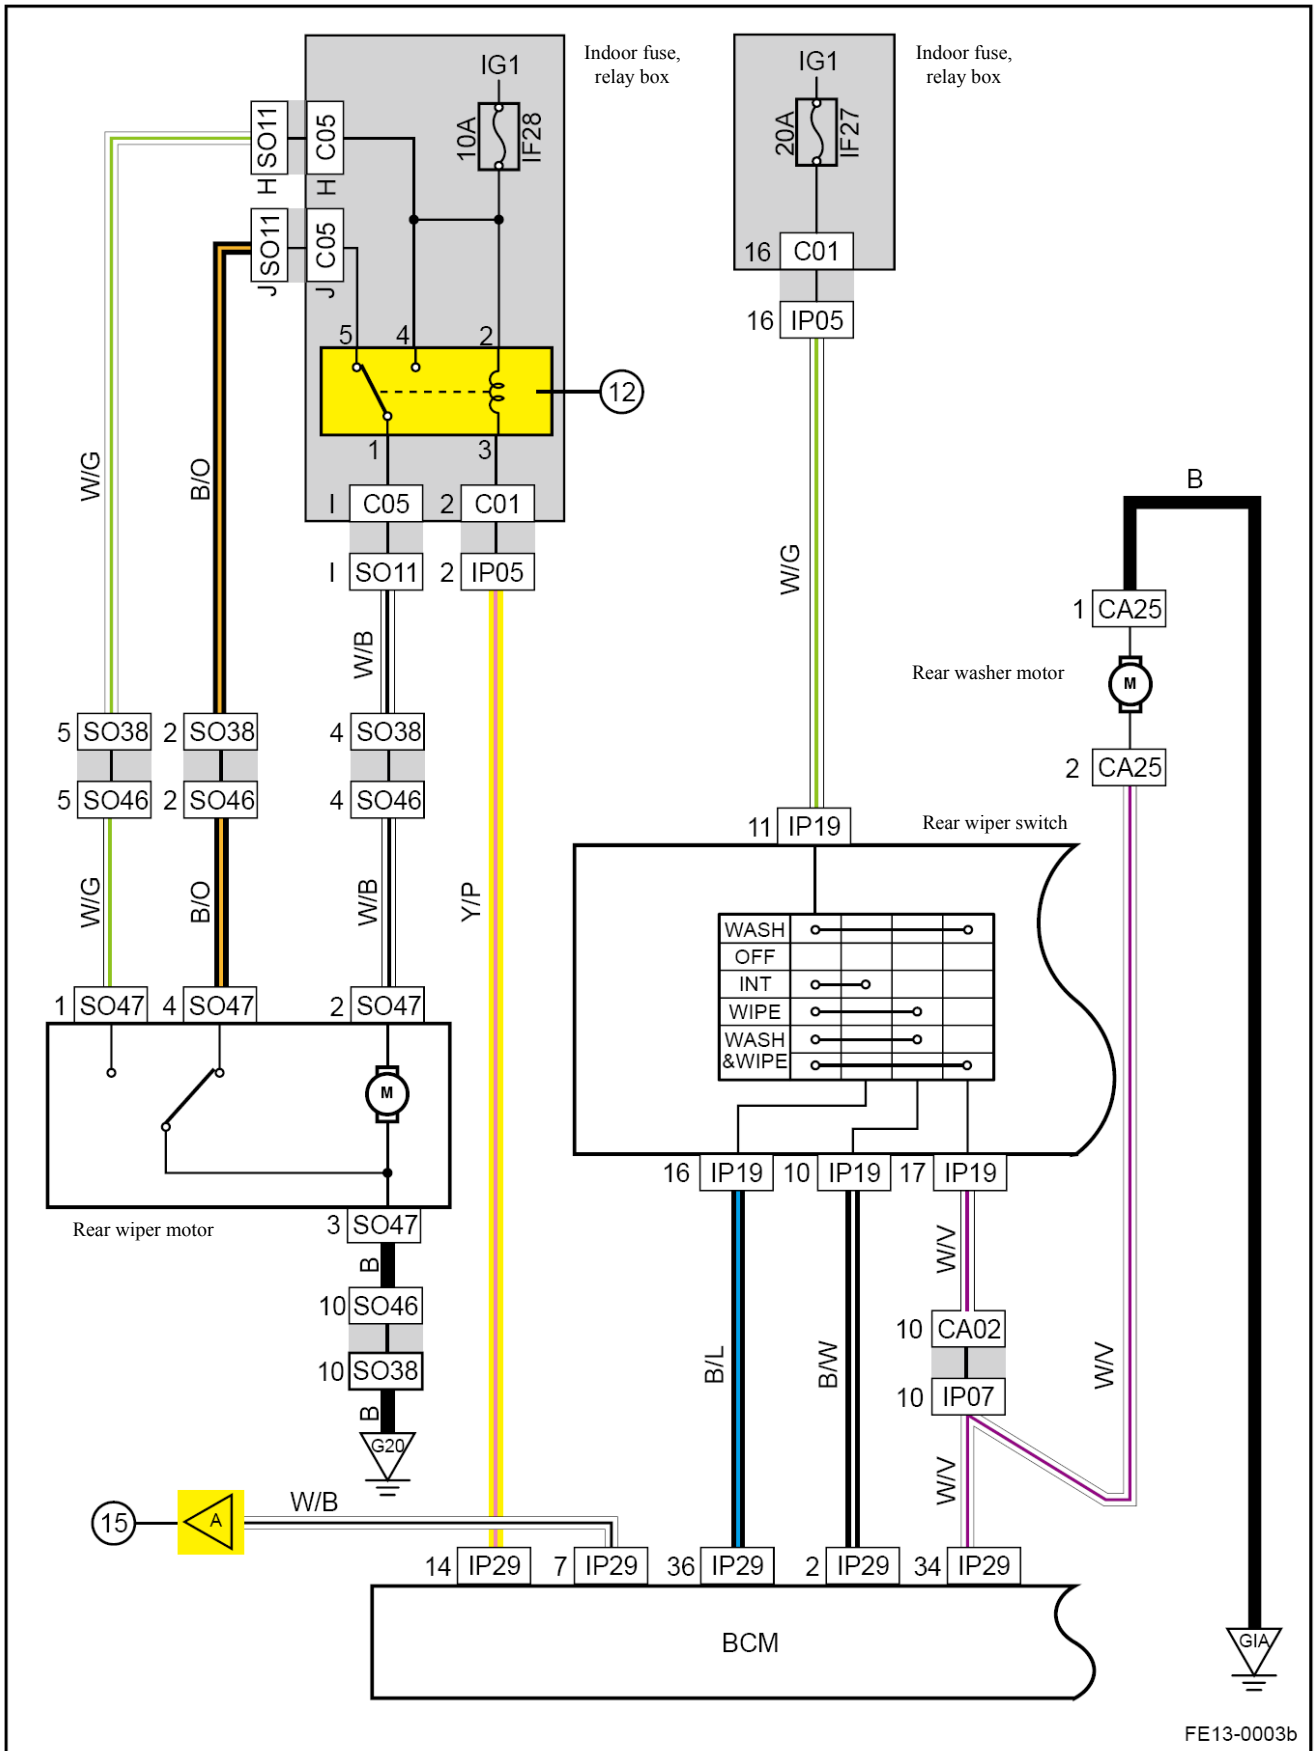 Indoor fuse,
relay box
IG1
10A
IF28
SO11
C05
H
H
SO11
C05
J
J
5
4
2
12
1
3
I
C05
2
C01
I
SO11
2
IP05
W/G
B/O
W/B
Indoor fuse,
relay box
IG1
20A
IF27
16
C01
16
IP05
W/G
B
1
CA25
Rear washer motor
M
2
CA25
5
SO38
2
SO38
4
SO38
5
SO46
2
SO46
4
SO46
W/G
B/O
W/B
Y/P
11
IP19
Rear wiper switch
WASH
OFF
INT
WIPE
WASH
&WIPE
1
SO47
4
SO47
2
SO47
M
16
IP19
10
IP19
17
IP19
Rear wiper motor
3
SO47
B
10
SO46
10
SO38
B
G20
W/V
10
CA02
10
IP07
B/L
B/W
W/V
W/V
15
A
W/B
14
IP29
7
IP29
36
IP29
2
IP29
34
IP29
BCM
GIA
FE13-0003b